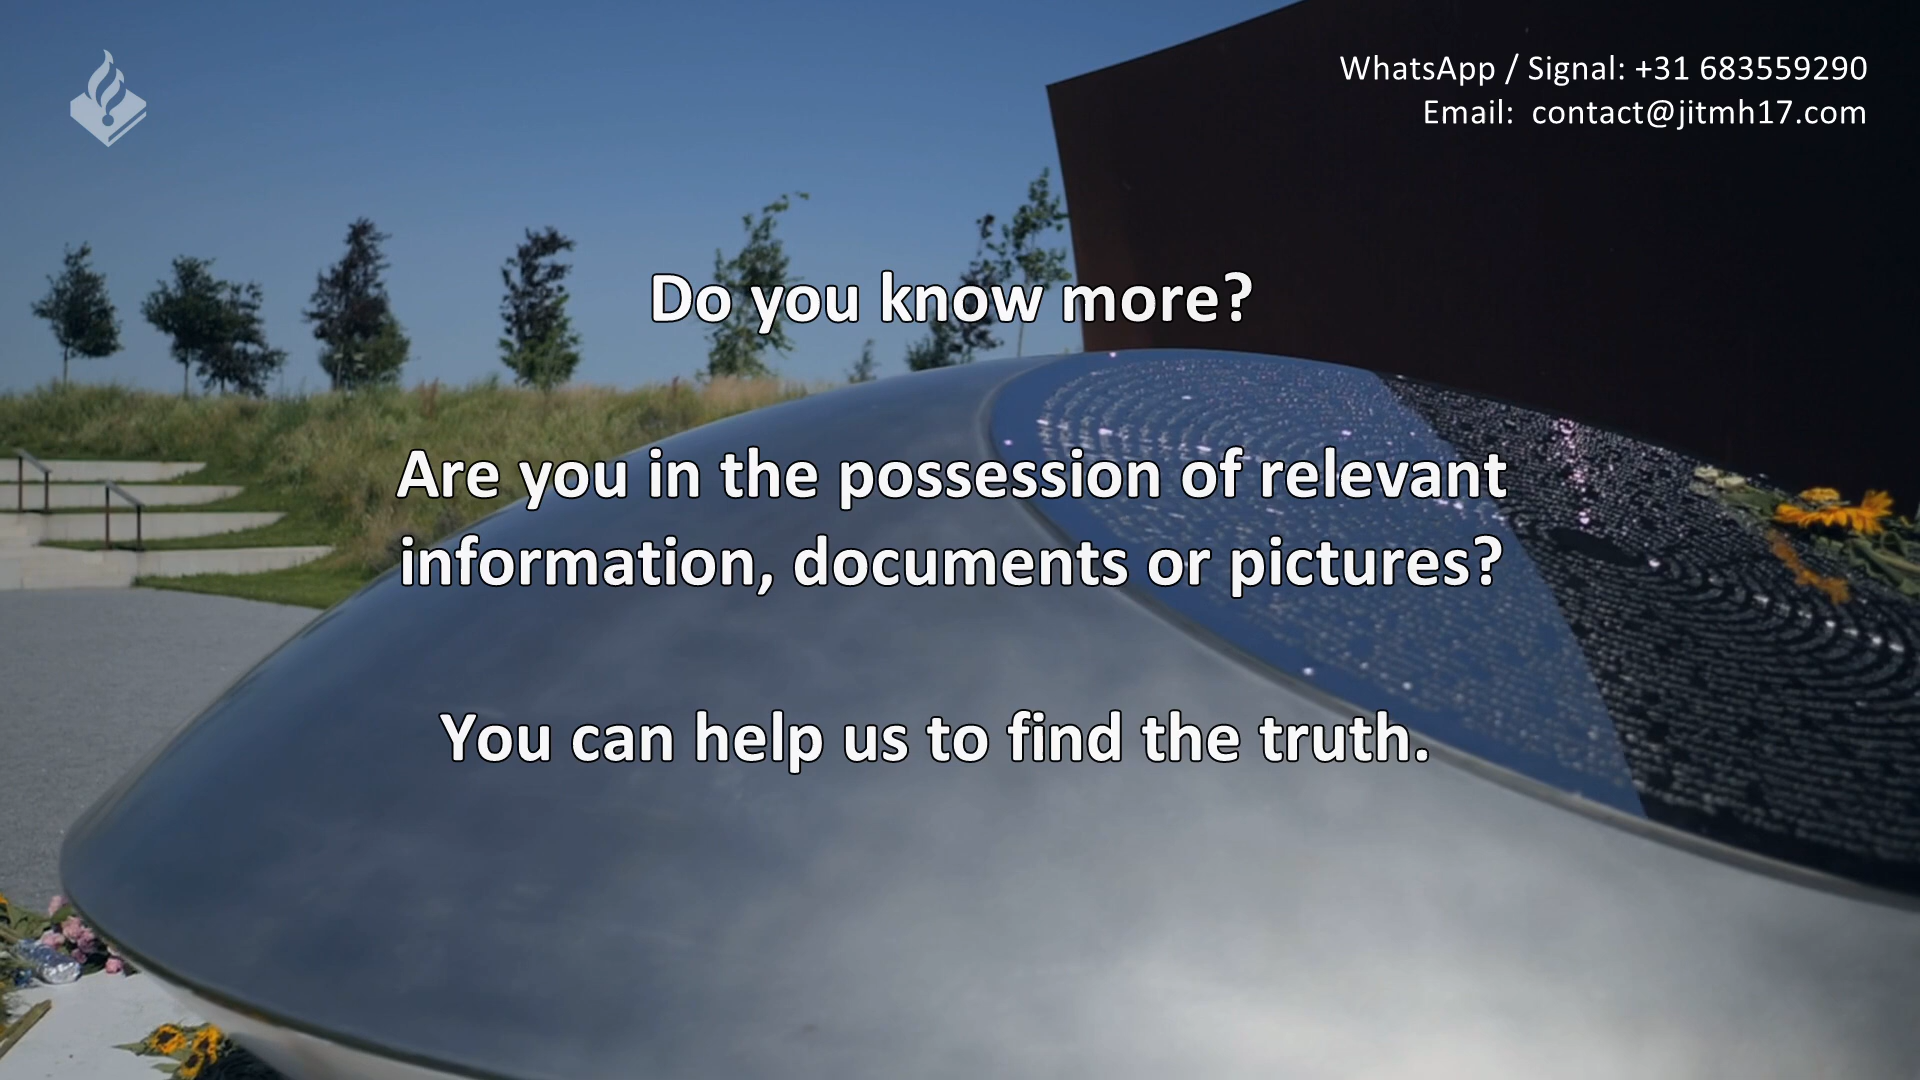 WhatsApp / Signal: +31 683559290
Email: contact@jitmh17.com
Do you know more?
Are you in the possession of relevant
information, documents or pictures?
You can help us to find the truth.